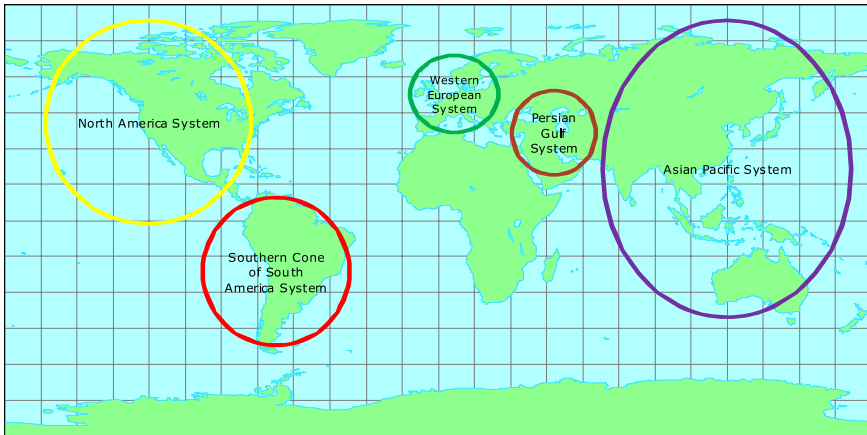 North America System
Western
European
System
Persian
Gulf
System
Asian Pacific System
Southern Cone
of South
America System